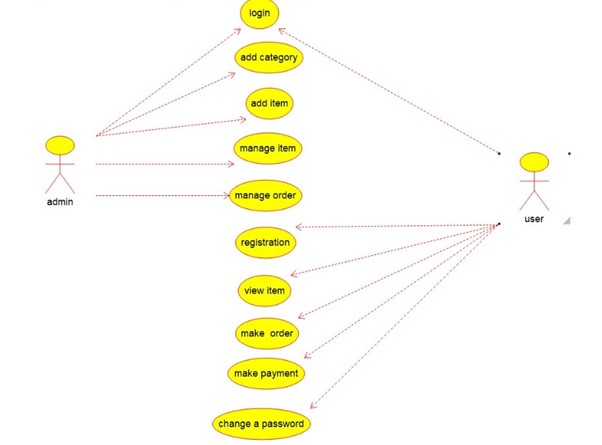 login
add category
add item
manage item
admin
manage order
user
registration
view item
make order
make payment
change a password